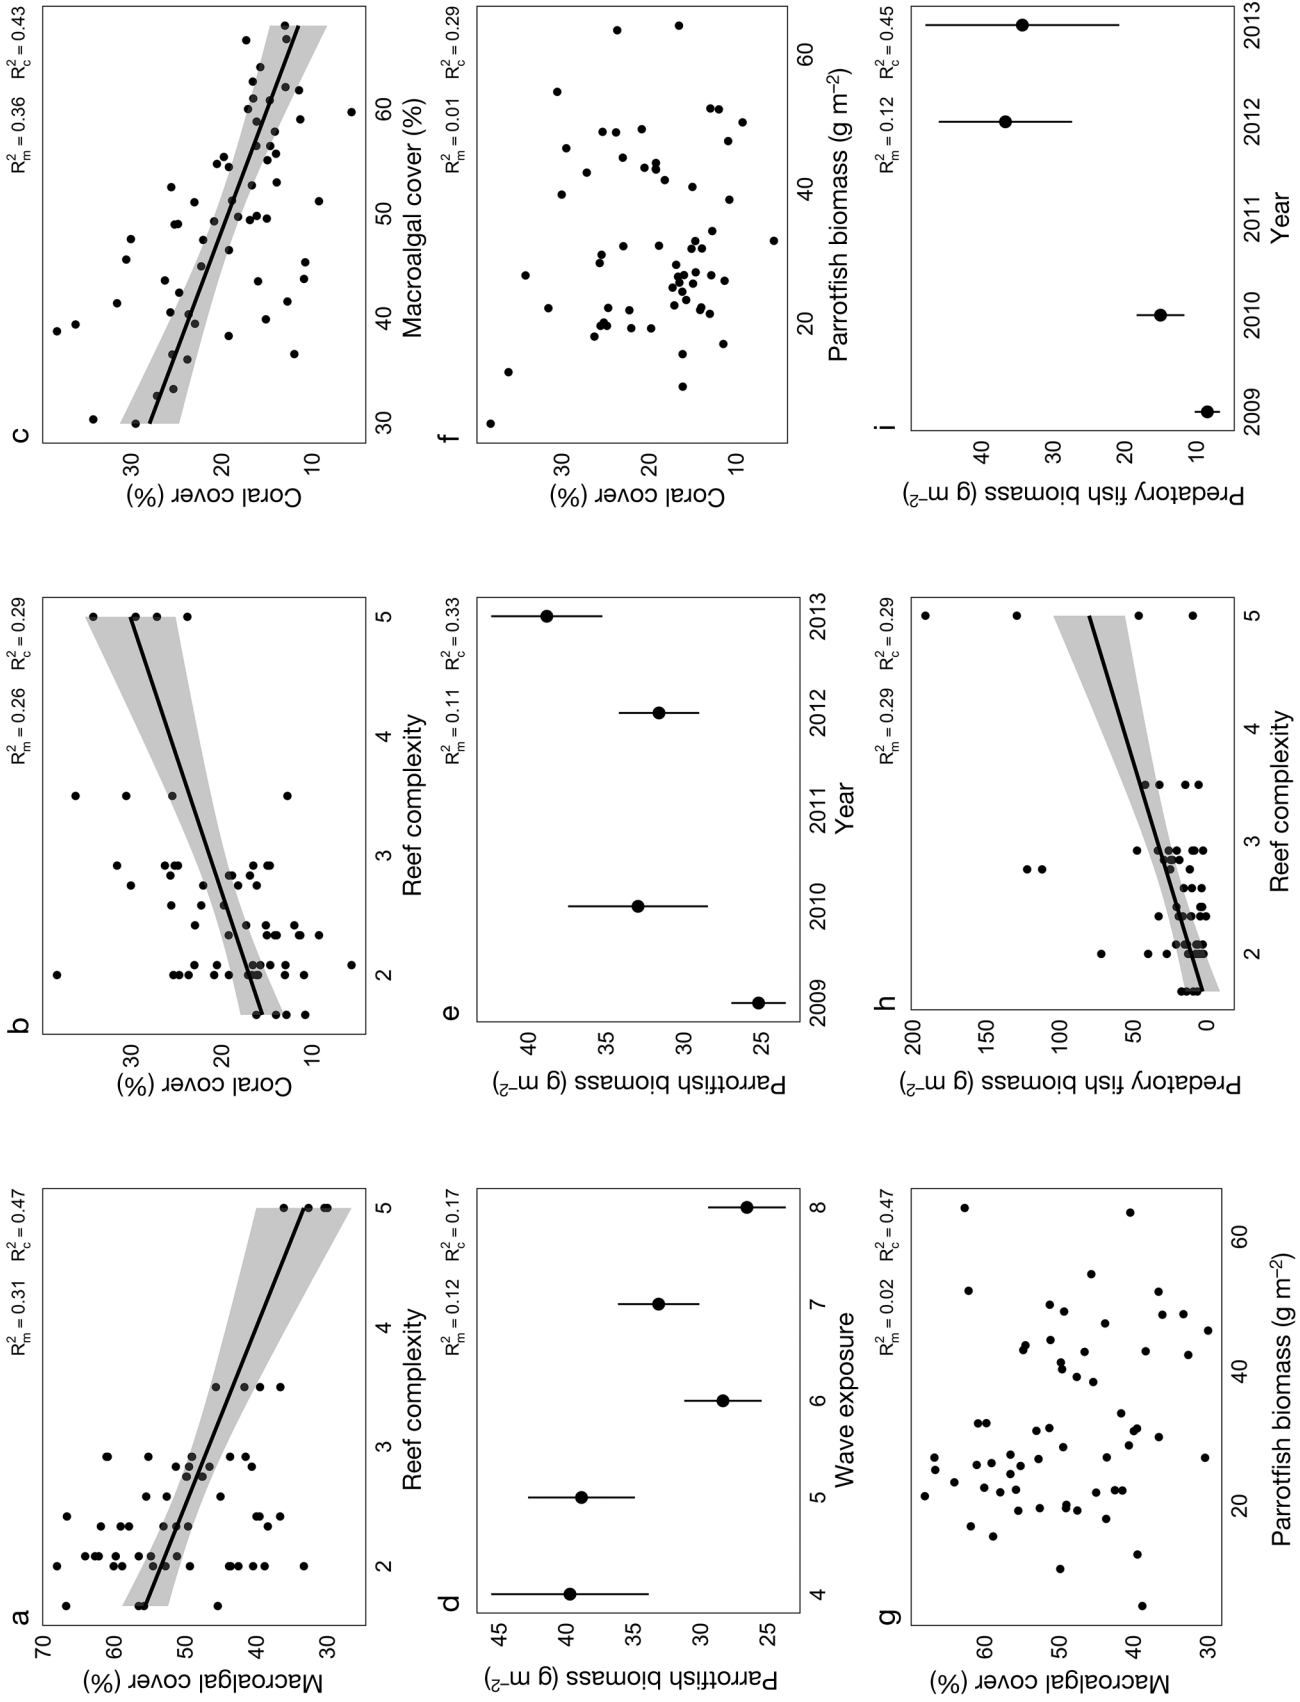 a
R²m = 0.31 R²c = 0.47
Macroalgal cover (%)
70
60
50
40
30
2
3
4
5
Reef complexity
b
R²m = 0.26 R²c = 0.29
Coral cover (%)
30
20
10
2
3
4
5
Reef complexity
c
R²m = 0.36 R²c = 0.43
Coral cover (%)
30
20
10
30
40
50
60
Macroalgal cover (%)
d
R²m = 0.12 R²c = 0.17
Parrotfish biomass (g m⁻²)
45
40
35
30
25
4
5
6
7
8
Wave exposure
e
R²m = 0.11 R²c = 0.33
Parrotfish biomass (g m⁻²)
40
35
30
25
2009
2010
2011
2012
2013
Year
f
R²m = 0.01 R²c = 0.29
Coral cover (%)
30
20
10
20
40
60
Parrotfish biomass (g m⁻²)
g
R²m = 0.02 R²c = 0.47
Macroalgal cover (%)
60
50
40
30
20
40
60
Parrotfish biomass (g m⁻²)
h
R²m = 0.29 R²c = 0.29
Predatory fish biomass (g m⁻²)
200
150
100
50
0
2
3
4
5
Reef complexity
i
R²m = 0.12 R²c = 0.45
Predatory fish biomass (g m⁻²)
40
30
20
10
2009
2010
2011
2012
2013
Year